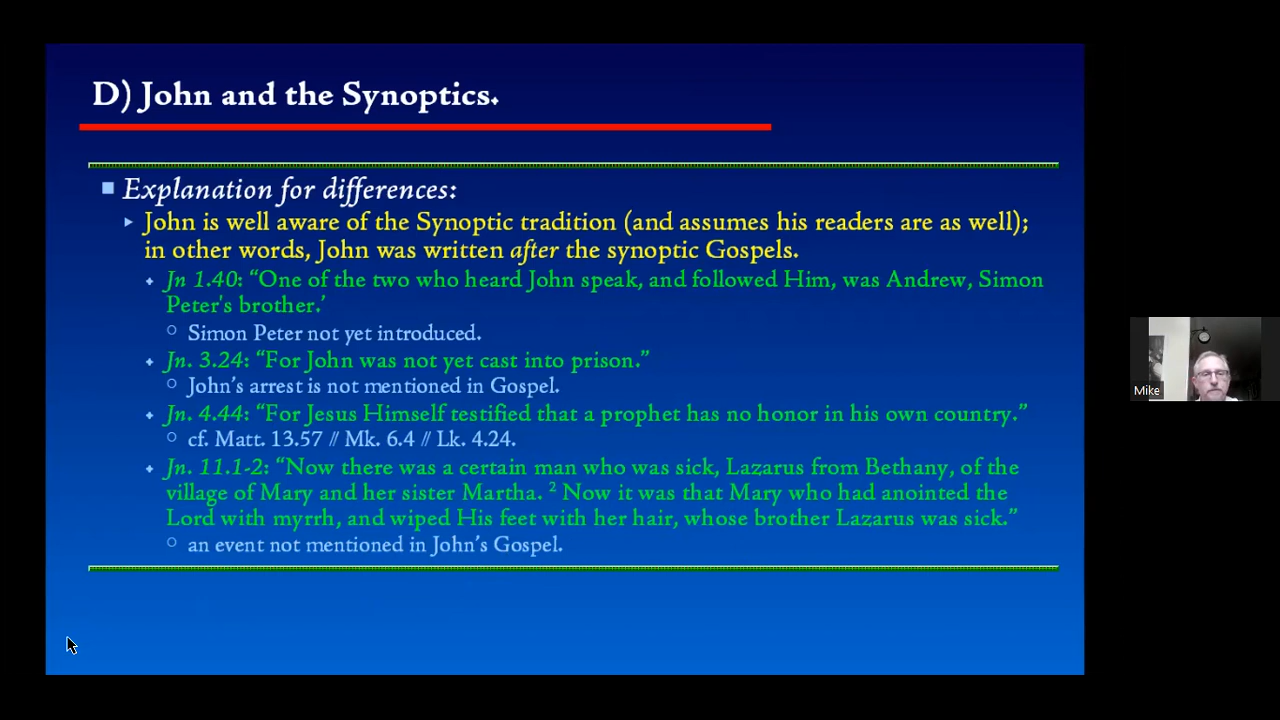 D) John and the Synoptics.
Explanation for differences:
John is well aware of the Synoptic tradition (and assumes his readers are as well);
in other words, John was written after the synoptic Gospels.
Jn 1.40: “One of the two who heard John speak, and followed Him, was Andrew, Simon
Peter's brother.’
Simon Peter not yet introduced.
Jn. 3.24: “For John was not yet cast into prison.”
John’s arrest is not mentioned in Gospel.
Jn. 4.44: “For Jesus Himself testified that a prophet has no honor in his own country.”
cf. Matt. 13.57 // Mk. 6.4 // Lk. 4.24.
Jn. 11.1-2: “Now there was a certain man who was sick, Lazarus from Bethany, of the
village of Mary and her sister Martha. ² Now it was that Mary who had anointed the
Lord with myrrh, and wiped His feet with her hair, whose brother Lazarus was sick.”
an event not mentioned in John’s Gospel.
Mike